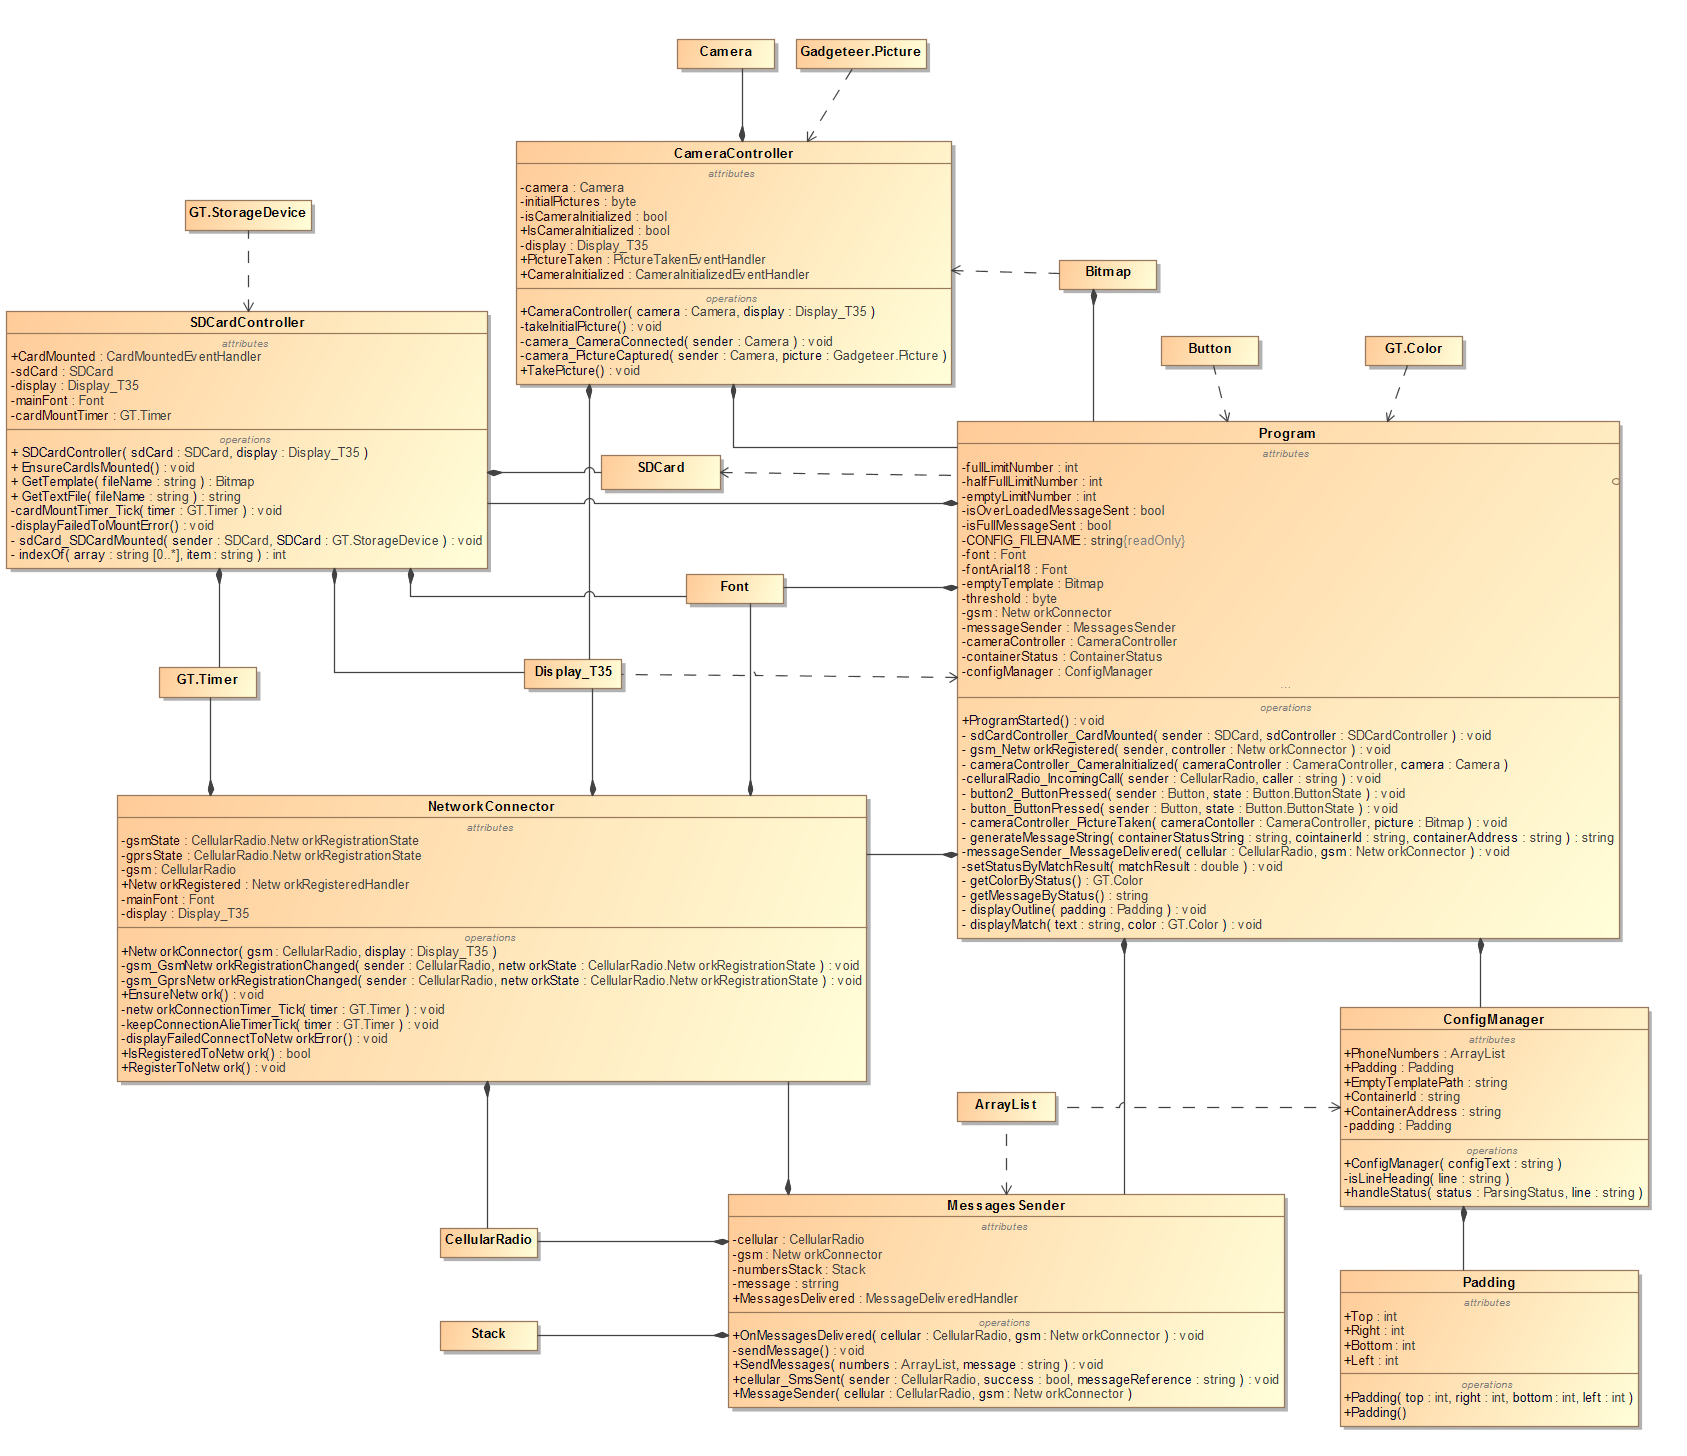 Camera
Gadgeteer.Picture
CameraController
attributes
-camera : Camera
-initialPictures : byte
-isCameraInitialized : bool
+IsCameraInitialized : bool
-display : Display_T35
+PictureTaken : PictureTakenEventHandler
+CameraInitialized : CameraInitializedEventHandler
operations
+CameraController( camera : Camera, display : Display_T35 )
-takeInitialPicture() : void
-camera_CameraConnected( sender : Camera ) : void
-camera_PictureCaptured( sender : Camera, picture : Gadgeteer.Picture )
+TakePicture() : void
GT.StorageDevice
SDCardController
attributes
+CardMounted : CardMountedEventHandler
-sdCard : SDCard
-display : Display_T35
-mainFont : Font
-cardMountTimer : GT.Timer
operations
+ SDCardController( sdCard : SDCard, display : Display_T35 )
+ EnsureCardIsMounted() : void
+ GetTemplate( fileName : string ) : Bitmap
+ GetTextFile( fileName : string ) : string
-cardMountTimer_Tick( timer : GT.Timer ) : void
-displayFailedToMountError() : void
- sdCard_SDCardMounted( sender : SDCard, SDCard : GT.StorageDevice ) : void
- indexOf( array : string [0..*], item : string ) : int
Bitmap
Button
GT.Color
SDCard
Font
Display_T35
GT.Timer
Program
attributes
-fullLimitNumber : int
-halfFullLimitNumber : int
-emptyLimitNumber : int
-isOverLoadedMessageSent : bool
-isFullMessageSent : bool
-CONFIG_FILENAME : string{readOnly}
-font : Font
-fontArial18 : Font
-emptyTemplate : Bitmap
-threshold : byte
-gsm : NetworkConnector
-messageSender : MessagesSender
-cameraController : CameraController
-containerStatus : ContainerStatus
-configManager : ConfigManager
...
operations
+ProgramStarted() : void
- sdCardController_CardMounted( sender : SDCard, sdController : SDCardController ) : void
- gsm_NetworkRegistered( sender, controller : NetworkConnector ) : void
- cameraController_CameraInitialized( cameraController : CameraController, camera : Camera )
-celluralRadio_IncomingCall( sender : CellularRadio, caller : string ) : void
- button2_ButtonPressed( sender : Button, state : Button.ButtonState ) : void
- button_ButtonPressed( sender : Button, state : Button.ButtonState ) : void
- cameraController_PictureTaken( cameraContoller : CameraController, picture : Bitmap ) : void
- generateMessageString( containerStatusString : string, containerId : string, containerAddress : string ) : string
-messageSender_MessageDelivered( cellular : CellularRadio, gsm : NetworkConnector ) : void
-setStatusByMatchResult( matchResult : double ) : void
- getColorByStatus() : GT.Color
- getMessageByStatus() : string
- displayOutline( padding : Padding ) : void
- displayMatch( text : string, color : GT.Color ) : void
NetworkConnector
attributes
-gsmState : CellularRadio.NetworkRegistrationState
-gprsState : CellularRadio.NetworkRegistrationState
-gsm : CellularRadio
+NetworkRegistered : NetworkRegisteredHandler
-mainFont : Font
-display : Display_T35
operations
+NetworkConnector( gsm : CellularRadio, display : Display_T35 )
-gsm_GsmNetworkRegistrationChanged( sender : CellularRadio, networkState : CellularRadio.NetworkRegistrationState ) : void
-gsm_GprsNetworkRegistrationChanged( sender : CellularRadio, networkState : CellularRadio.NetworkRegistrationState ) : void
+EnsureNetwork() : void
-networkConnectionTimer_Tick( timer : GT.Timer ) : void
-keepConnectionAlieTimerTick( timer : GT.Timer ) : void
-displayFailedConnectToNetworkError() : void
+IsRegisteredToNetwork() : bool
+RegisterToNetwork() : void
ConfigManager
attributes
+PhoneNumbers : ArrayList
+Padding : Padding
+EmptyTemplatePath : string
+ContainerId : string
+ContainerAddress : string
-padding : Padding
operations
+ConfigManager( configText : string )
-isLineHeading( line : string )
+handleStatus( status : ParsingStatus, line : string )
ArrayList
CellularRadio
Stack
MessagesSender
attributes
-cellular : CellularRadio
-gsm : NetworkConnector
-numbersStack : Stack
-message : strring
+MessagesDelivered : MessageDeliveredHandler
operations
+OnMessagesDelivered( cellular : CellularRadio, gsm : NetworkConnector ) : void
-sendMessage() : void
+SendMessages( numbers : ArrayList, message : string ) : void
+cellular_SmsSent( sender : CellularRadio, success : bool, messageReference : string ) : void
+MessageSender( cellular : CellularRadio, gsm : NetworkConnector )
Padding
attributes
+Top : int
+Right : int
+Bottom : int
+Left : int
operations
+Padding( top : int, right : int, bottom : int, left : int )
+Padding()